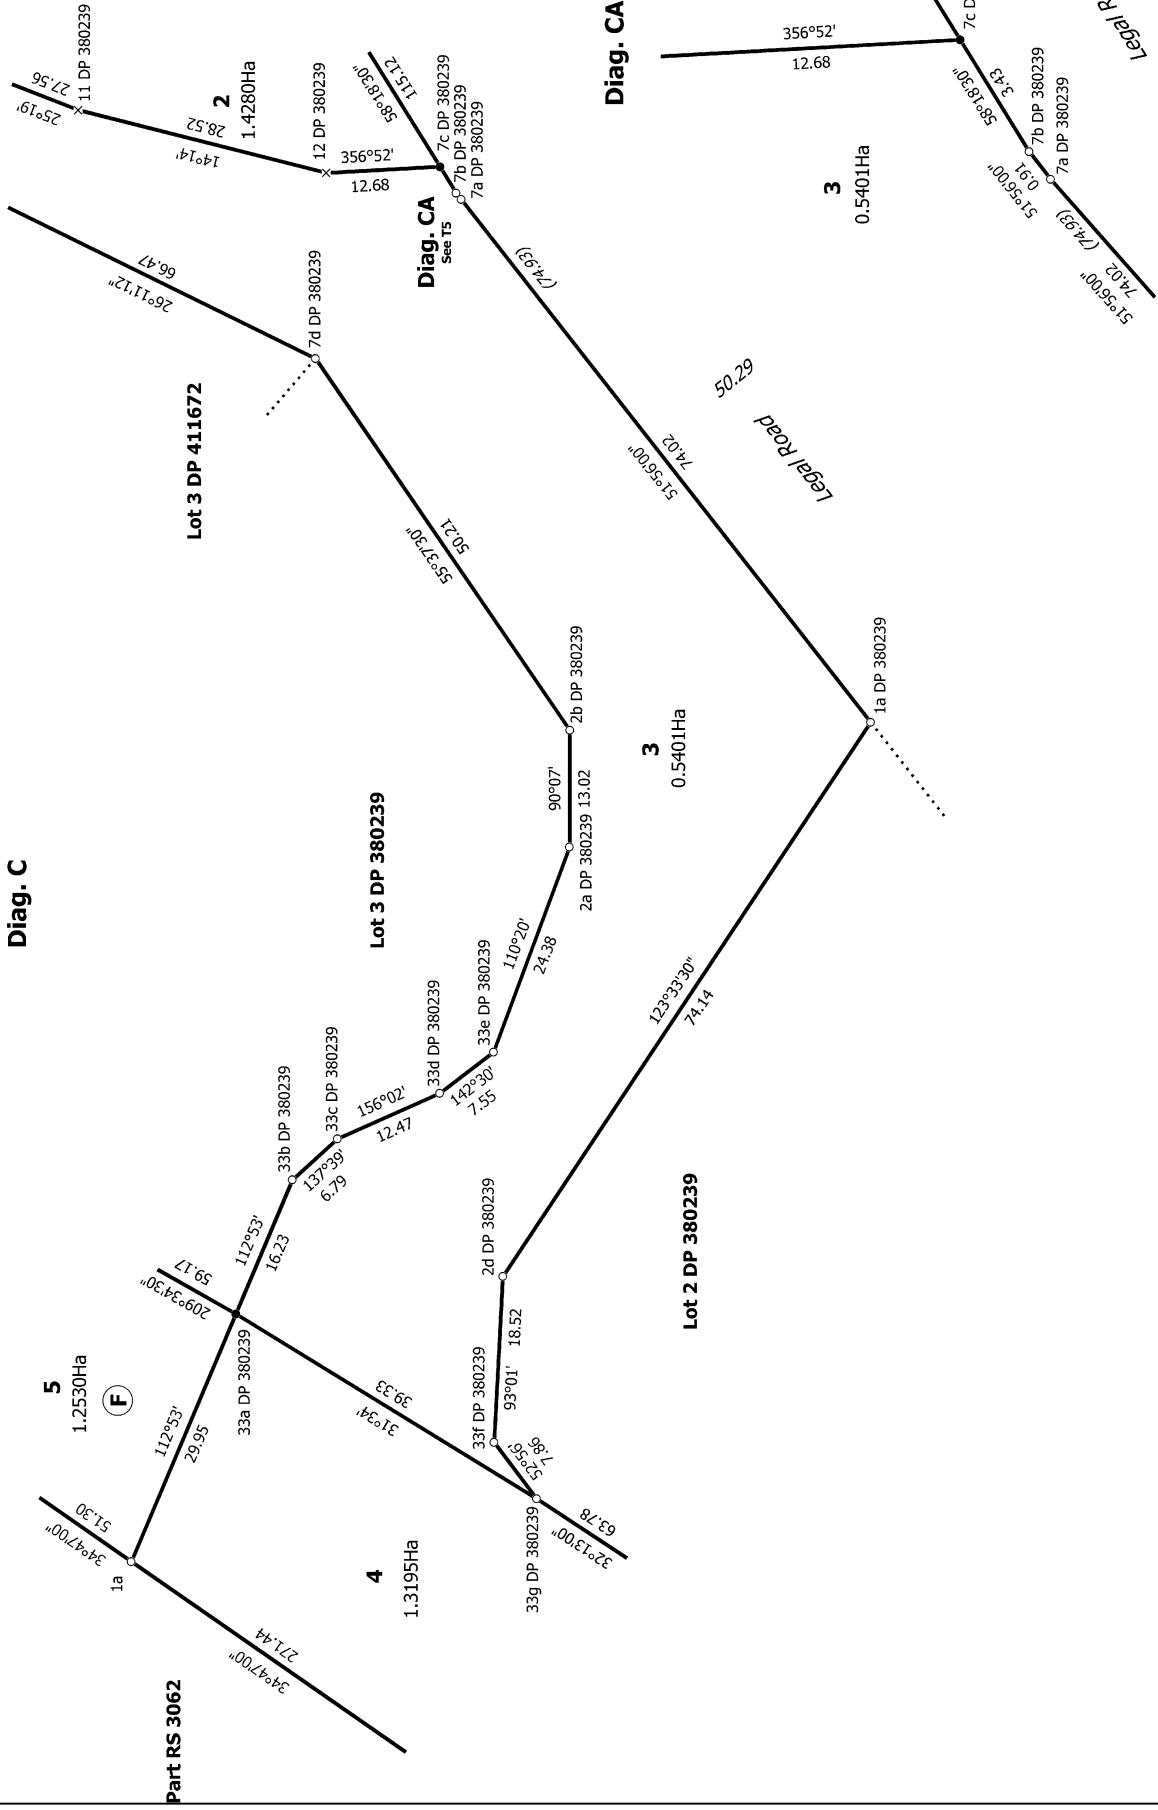 Diag. C
Part RS 3062
1a
34°47'00"
51.30
34°47'00"
271.44
5
1.2530Ha
F
112°53'
29.95
33a DP 380239
209°34'30"
59.17
4
1.3195Ha
31°34'
39.33
33g DP 380239
32°13'00"
63.78
52°56'
7.86
33f DP 380239
93°01'
18.52
2d DP 380239
Lot 2 DP 380239
123°33'30"
74.14
112°53'
16.23
33b DP 380239
137°39'
6.79
33c DP 380239
156°02'
12.47
33d DP 380239
142°30'
7.55
33e DP 380239
110°20'
24.38
2a DP 380239
Lot 3 DP 380239
90°07'
13.02
2b DP 380239
3
0.5401Ha
1a DP 380239
55°37'30"
50.21
51°56'00"
74.02
(74.93)
Legal Road
50.29
Lot 3 DP 411672
7d DP 380239
26°11'12"
66.47
Diag. CA
See T5
7a DP 380239
7b DP 380239
7c DP 380239
58°18'30"
115.12
356°52'
12.68
12 DP 380239
2
1.4280Ha
14°14'
28.52
11 DP 380239
25°19'
27.56
Diag. CA
3
0.5401Ha
356°52'
12.68
7c D
58°18'30"
3.43
7b DP 380239
51°56'00"
0.91
7a DP 380239
(74.93)
51°56'00"
74.02
Legal R